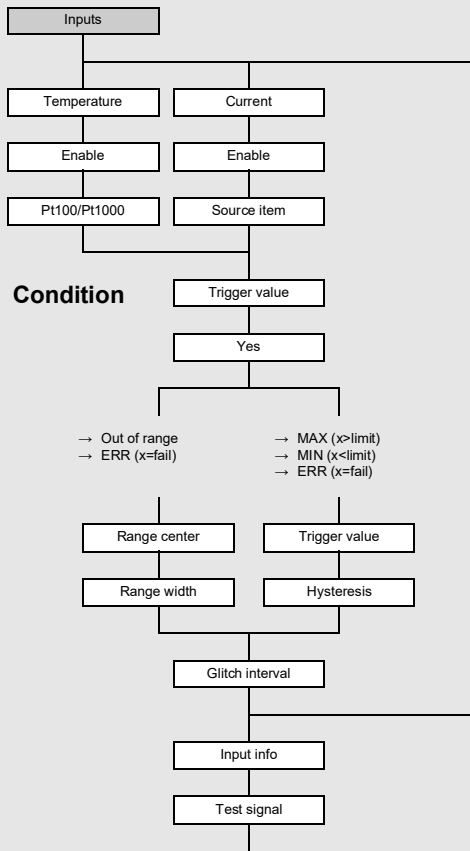 Inputs
Temperature
Current
Enable
Enable
Pt100/Pt1000
Source item
Condition
Trigger value
Yes
→ Out of range
→ ERR (x=fail)
→ MAX (x>limit)
→ MIN (x<limit)
→ ERR (x=fail)
Range center
Trigger value
Range width
Hysteresis
Glitch interval
Input info
Test signal